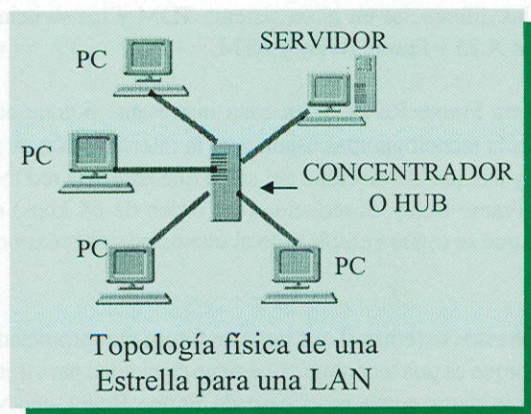 SERVIDOR
PC
PC
CONCENTRADOR
O HUB
PC
PC
Topología física de una
Estrella para una LAN